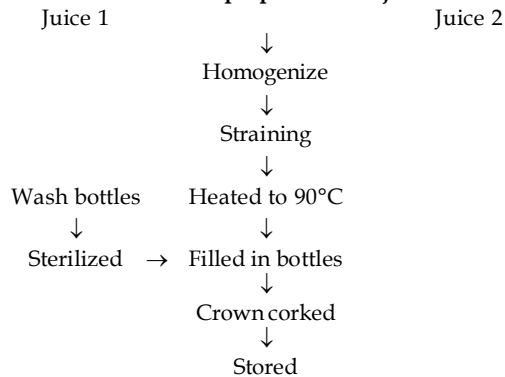 Juice 1 Juice 2
↓
Homogenize
↓
Straining
↓
Wash bottles Heated to 90°C
↓ ↓
Sterilized → Filled in bottles
↓
Crown corked
↓
Stored